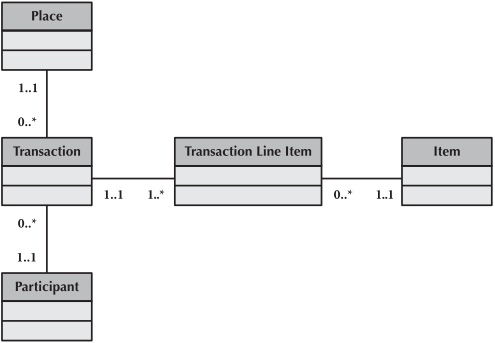 Place
1..1
0..*
Transaction
Transaction Line Item
Item
1..1
1..*
0..*
1..1
0..*
1..1
Participant